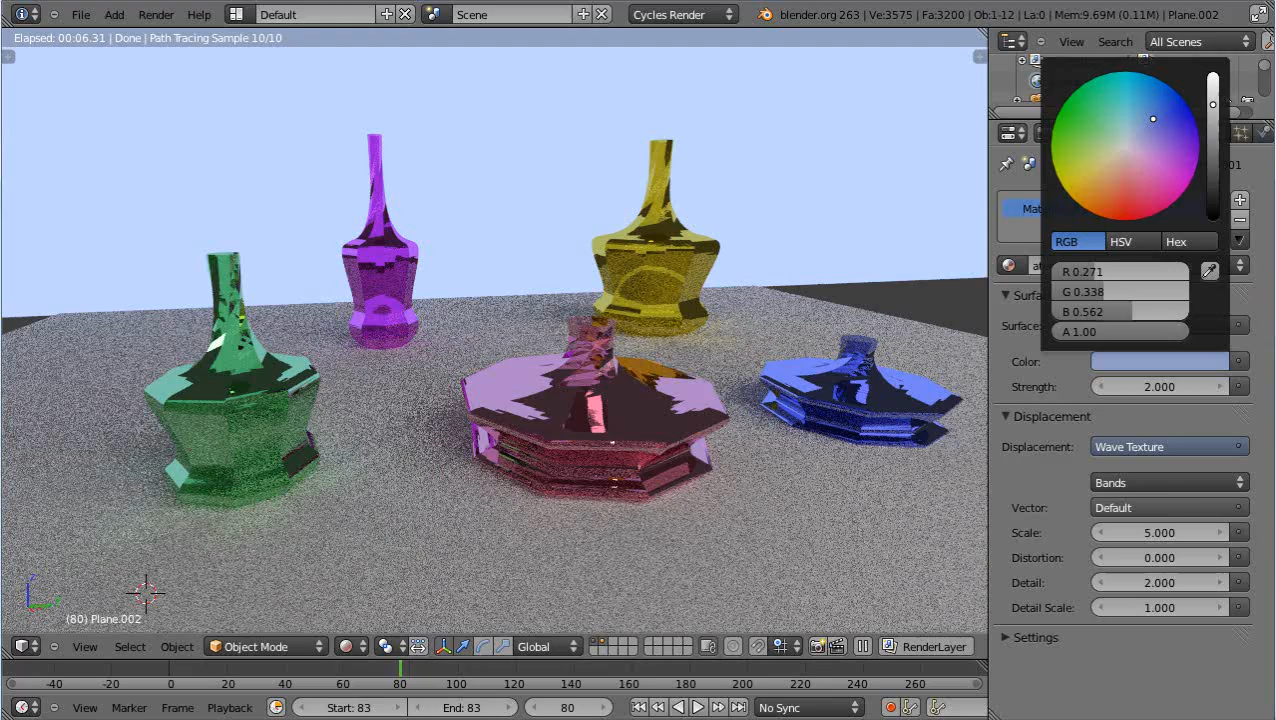 File Add Render Help Default Scene Cycles Render blender.org 263 | Ve:3575 | Fa:3200 | Ob:1-12 | La:0 | Mem:9.69M (0.11M) | Plane.002
Elapsed: 00:06.31 | Done | Path Tracing Sample 10/10
View Search All Scenes
RGB HSV Hex
R 0.271
G 0.338
B 0.562
A 1.00
Color:
Strength: 2.000
Displacement
Displacement: Wave Texture
Bands
Vector: Default
Scale: 5.000
Distortion: 0.000
Detail: 2.000
Detail Scale: 1.000
Settings
(80) Plane.002
View Select Object Object Mode Global RenderLayer
-40 -20 0 20 40 60 80 100 120 140 160 180 200 220 240 260
View Marker Frame Playback Start: 83 End: 83 80 No Sync